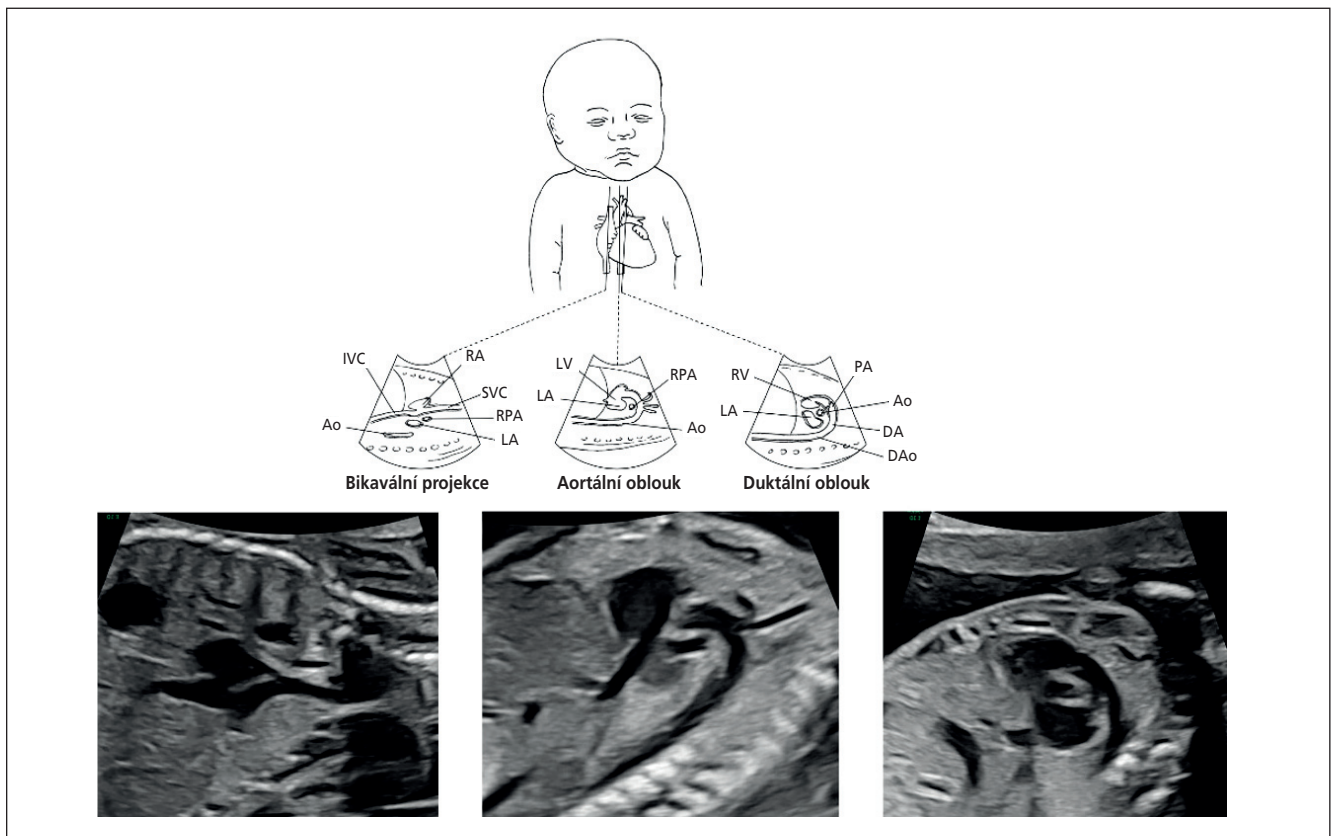 IVC
RA
SVC
RPA
LA
Ao
LV
LA
RPA
Ao
RV
LA
PA
Ao
DA
DAo
Bikavální projekce
Aortální oblouk
Duktální oblouk